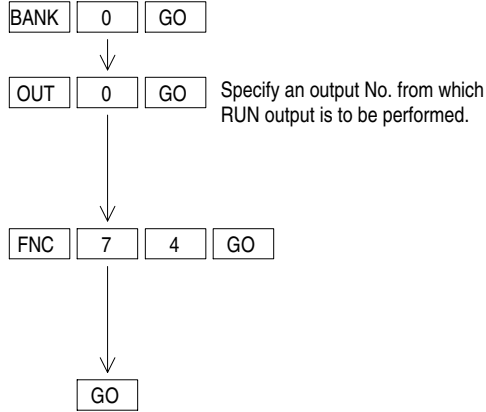 BANK 0 GO
OUT 0 GO Specify an output No. from which
RUN output is to be performed.
FNC 7 4 GO
GO